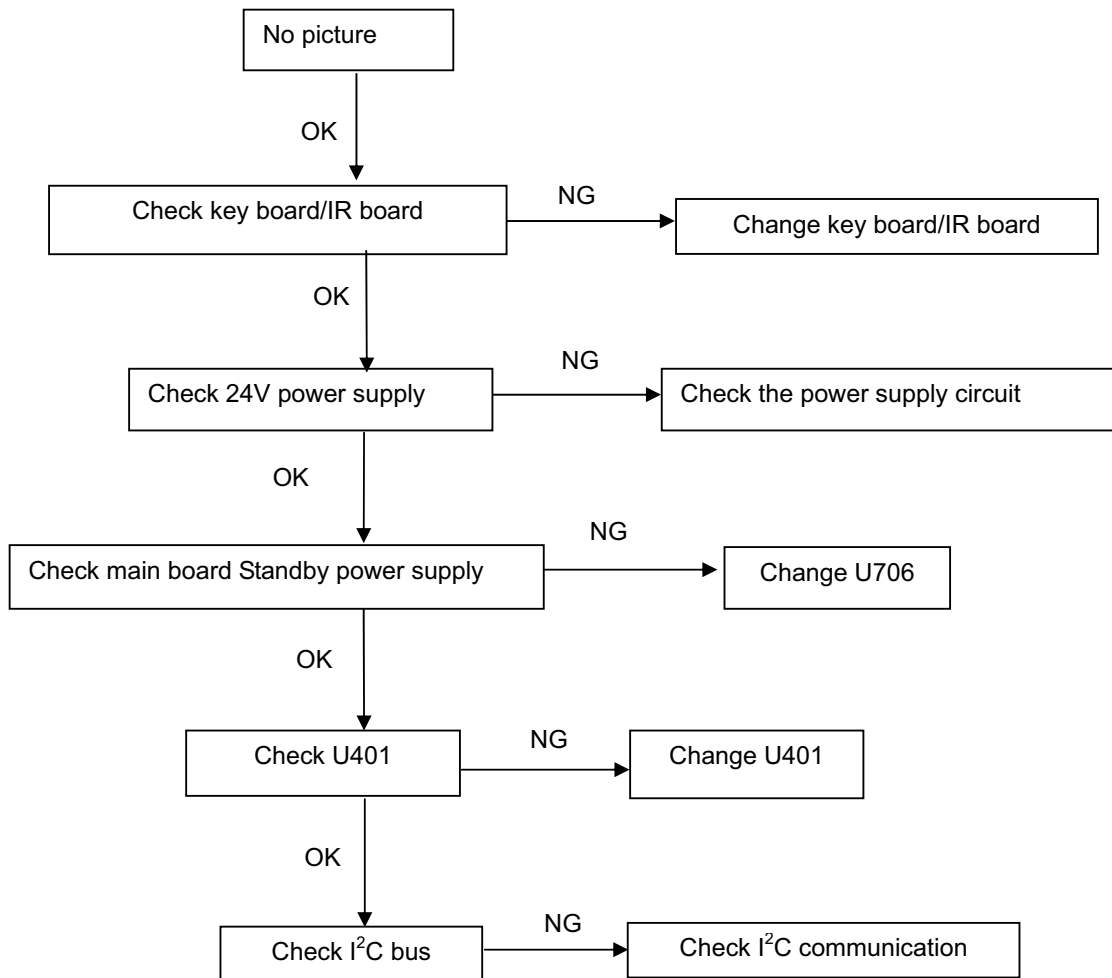 No picture
OK
Check key board/IR board
NG
Change key board/IR board
OK
Check 24V power supply
NG
Check the power supply circuit
OK
Check main board Standby power supply
NG
Change U706
OK
Check U401
NG
Change U401
OK
Check I²C bus
NG
Check I²C communication